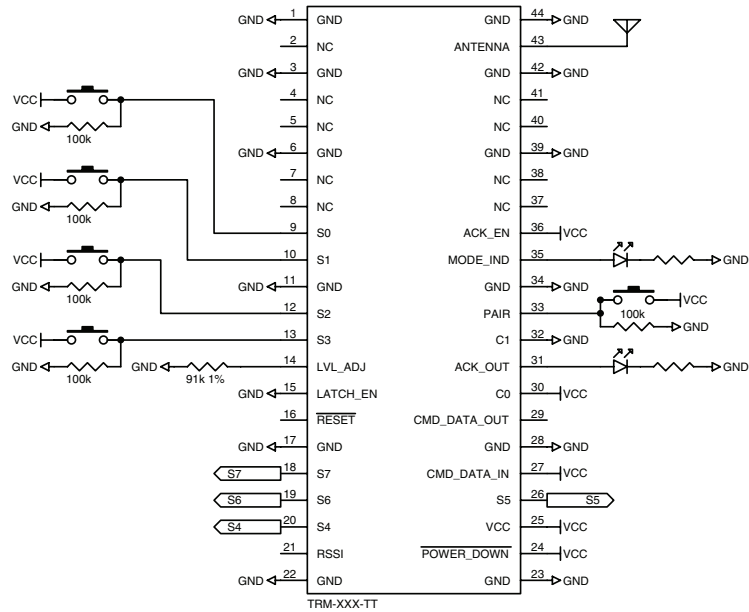 GND 1 GND GND 44 GND
2 NC ANTENNA 43
GND 3 GND GND 42 GND
VCC 4 NC NC 41
GND 5 NC NC 40
100k
GND 6 GND GND 39 GND
VCC 7 NC NC 38
GND 8 NC NC 37
100k
9 S0 ACK_EN 36 VCC
VCC 10 S1 MODE_IND 35 GND
GND 11 GND GND 34 GND
GND
100k
12 S2 PAIR 33 100k VCC
VCC 13 S3 C1 32 GND GND
GND
100k
GND 91k 1% 14 LVL_ADJ ACK_OUT 31 GND
GND 15 LATCH_EN C0 30 VCC
16 RESET CMD_DATA_OUT 29
GND 17 GND GND 28 GND
S7 18 S7 CMD_DATA_IN 27 VCC
S6 19 S6 S5 26 S5
S4 20 S4 VCC 25 VCC
21 RSSI POWER_DOWN 24 VCC
GND 22 GND GND 23 GND
TRM-XXX-TT